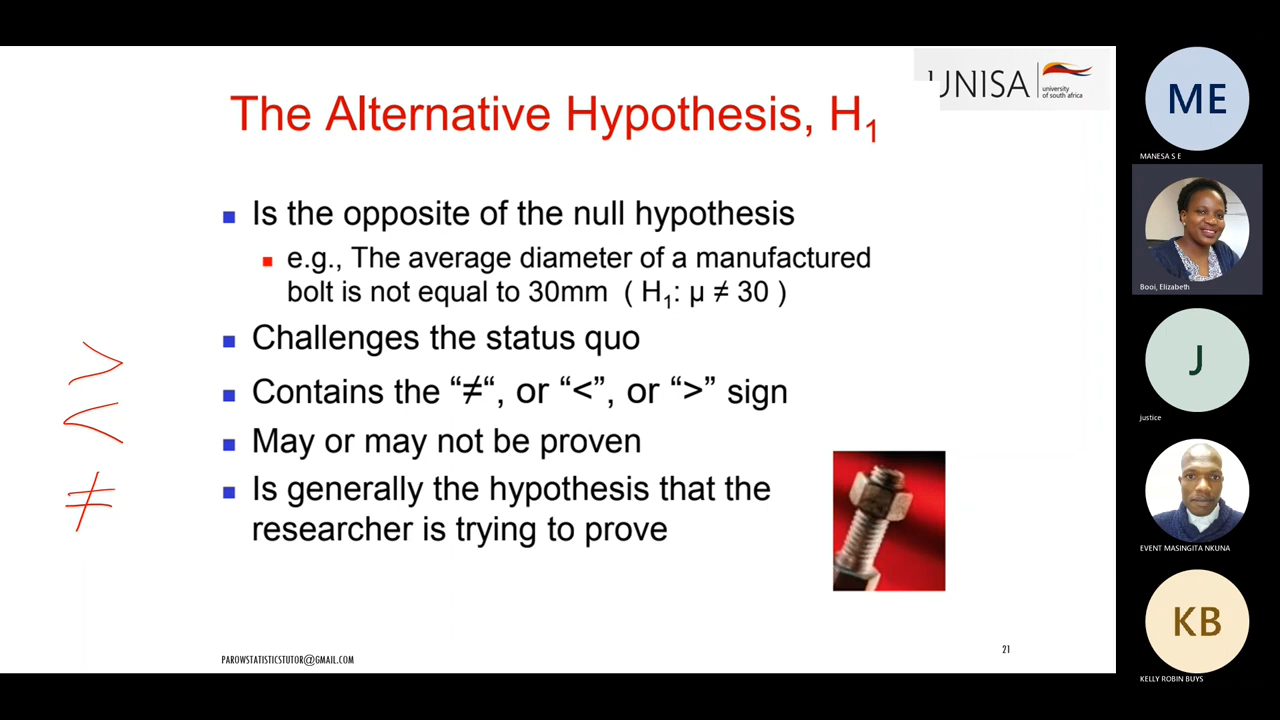 UNISA
university
of south africa
The Alternative Hypothesis, H₁
Is the opposite of the null hypothesis
e.g., The average diameter of a manufactured
bolt is not equal to 30mm ( H₁: μ ≠ 30 )
Challenges the status quo
Contains the “≠“, or “<”, or “>” sign
May or may not be proven
Is generally the hypothesis that the
researcher is trying to prove
>
<
≠
PAROWSTATISTICSTUTOR@GMAIL.COM
21
ME
MANESA S E
Booi, Elizabeth
J
justice
EVENT MASINGITA NKUNA
KB
KELLY ROBIN BUYS